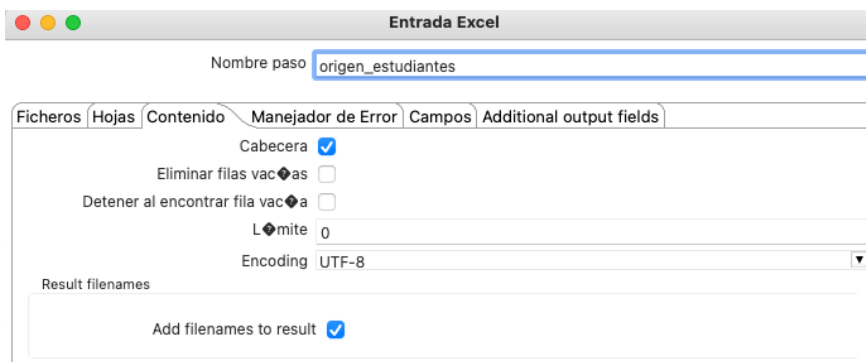 Entrada Excel
Nombre paso origen_estudiantes
Ficheros Hojas Contenido Manejador de Error Campos Additional output fields
Cabecera
Eliminar filas vac�as
Detener al encontrar fila vac�a
L�mite 0
Encoding UTF-8
Result filenames
Add filenames to result